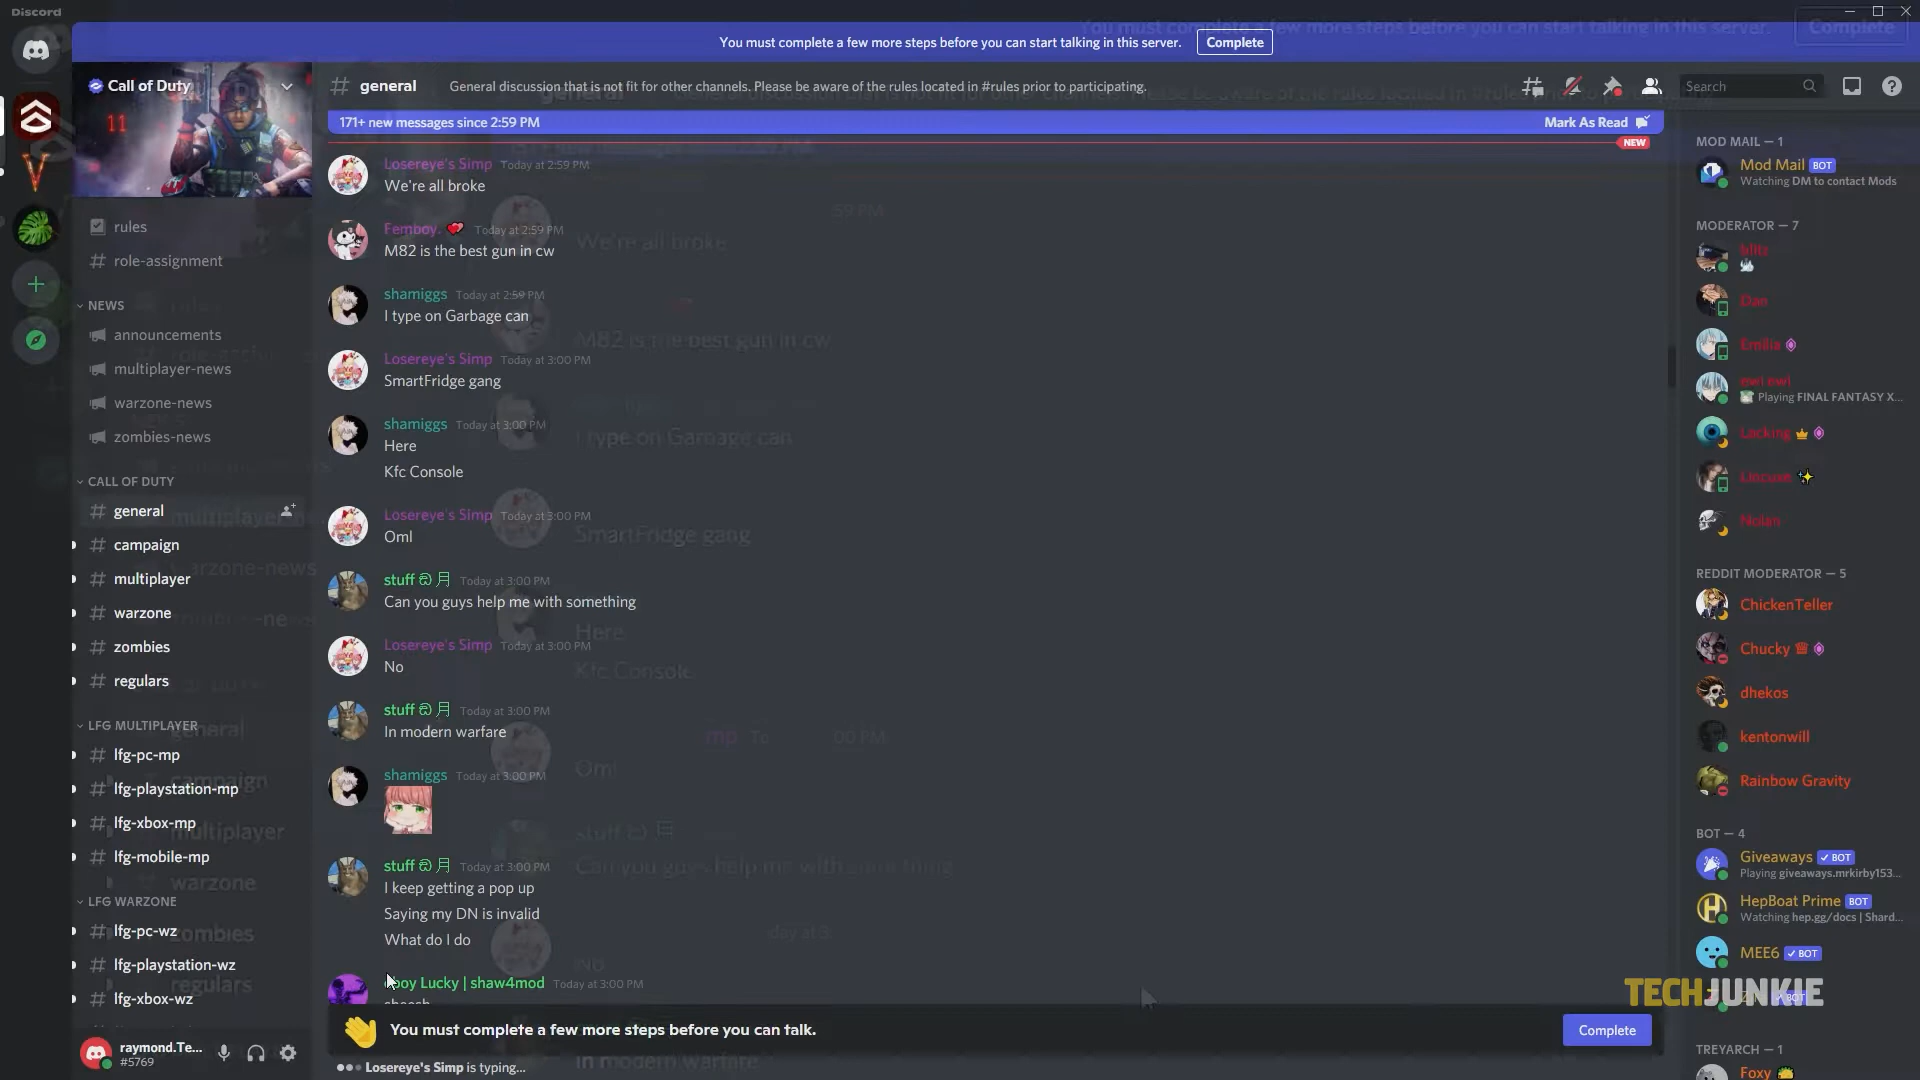 Discord
You must complete a few more steps before you can start talking in this server.
Complete
Call of Duty
11
general
General discussion that is not fit for other channels. Please be aware of the rules located in #rules prior to participating.
Search
171+ new messages since 2:59 PM
Mark As Read
NEW
rules
role-assignment
NEWS
announcements
multiplayer-news
warzone-news
zombies-news
CALL OF DUTY
general
campaign
multiplayer
warzone
zombies
regulars
LFG MULTIPLAYER
lfg-pc-mp
lfg-playstation-mp
lfg-xbox-mp
lfg-mobile-mp
LFG WARZONE
lfg-pc-wz
lfg-playstation-wz
lfg-xbox-wz
raymond.Te...
#5769
Losereye's Simp Today at 2:59 PM
We're all broke
Femboy. Today at 2:59 PM
M82 is the best gun in cw
shamiggs Today at 2:59 PM
I type on Garbage can
Losereye's Simp Today at 3:00 PM
SmartFridge gang
shamiggs Today at 3:00 PM
Here
Kfc Console
Losereye's Simp Today at 3:00 PM
Oml
stuff Today at 3:00 PM
Can you guys help me with something
Losereye's Simp Today at 3:00 PM
No
stuff Today at 3:00 PM
In modern warfare
shamiggs Today at 3:00 PM
stuff Today at 3:00 PM
I keep getting a pop up
Saying my DN is invalid
What do I do
boy Lucky | shaw4mod Today at 3:00 PM
You must complete a few more steps before you can talk.
Complete
Losereye's Simp is typing...
MOD MAIL — 1
Mod Mail BOT
Watching DM to contact Mods
MODERATOR — 7
blitz
Dan
Emilia
owl owl
Playing FINAL FANTASY X...
Locking
Nolan
REDDIT MODERATOR — 5
ChickenTeller
Chucky
dhekos
kentonwill
Rainbow Gravity
BOT — 4
Giveaways BOT
Playing giveaways.mrkirby153...
HepBoat Prime BOT
Watching hep.gg/docs | Shard...
MEE6 BOT
TECHJUNKIE
TREYARCH — 1
Foxy